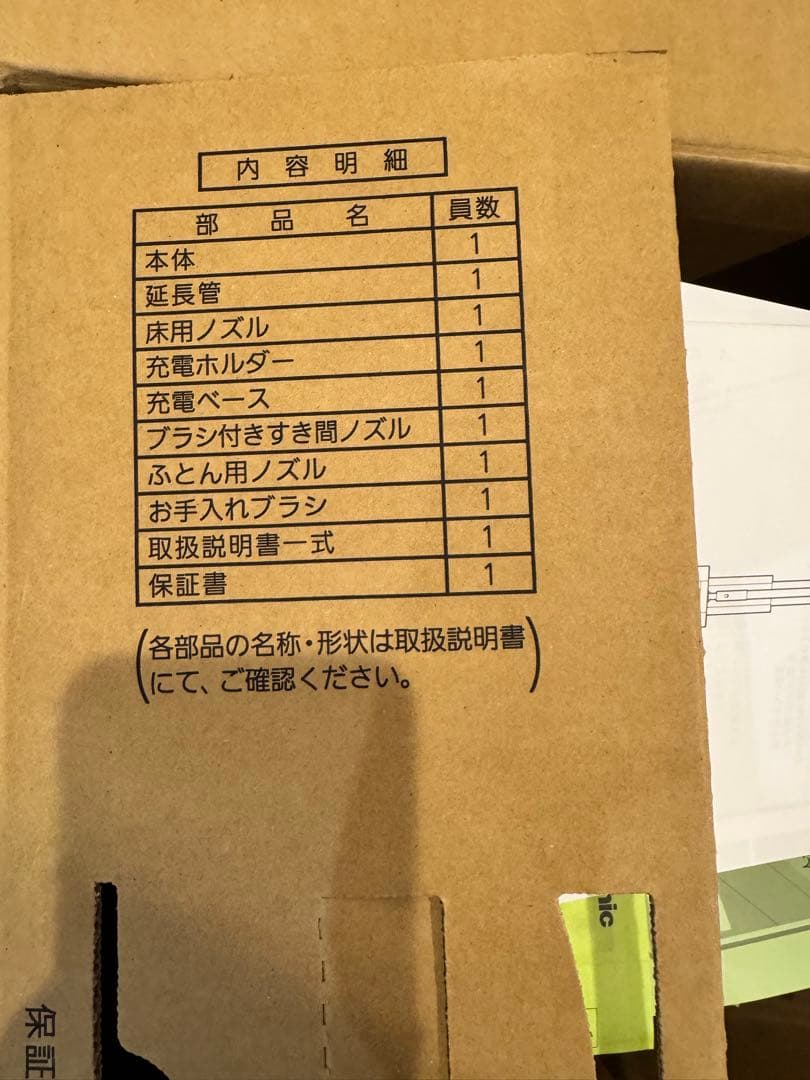 内容明細
部品名 員数
本体 1
延長管 1
床用ノズル 1
充電ホルダー 1
充電ベース 1
ブラシ付きすき間ノズル 1
ふとん用ノズル 1
お手入れブラシ 1
取扱説明書一式 1
保証書 1
(各部品の名称・形状は取扱説明書
にて、ご確認ください。)
保証
nic